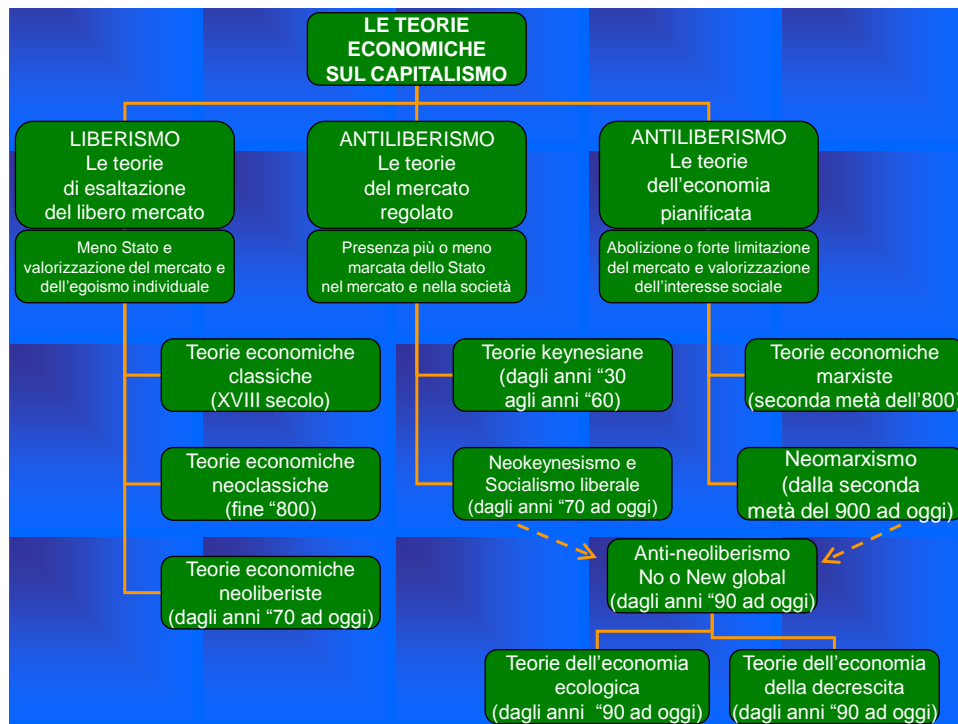 LE TEORIE
ECONOMICHE
SUL CAPITALISMO
LIBERISMO
Le teorie
di esaltazione
del libero mercato
Meno Stato e
valorizzazione del mercato e
dell'egoismo individuale
Teorie economiche
classiche
(XVIII secolo)
Teorie economiche
neoclassiche
(fine “800)
Teorie economiche
neoliberiste
(dagli anni “70 ad oggi)
ANTILIBERISMO
Le teorie
del mercato
regolato
Presenza più o meno
marcata dello Stato
nel mercato e nella società
Teorie keynesiane
(dagli anni “30
agli anni “60)
Neokeynesismo e
Socialismo liberale
(dagli anni “70 ad oggi)
ANTILIBERISMO
Le teorie
dell'economia
pianificata
Abolizione o forte limitazione
del mercato e valorizzazione
dell'interesse sociale
Teorie economiche
marxiste
(seconda metà dell'800)
Neomarxismo
(dalla seconda
metà del 900 ad oggi)
Anti-neoliberismo
No o New global
(dagli anni “90 ad oggi)
Teorie dell'economia
ecologica
(dagli anni “90 ad oggi)
Teorie dell'economia
della decrescita
(dagli anni “90 ad oggi)